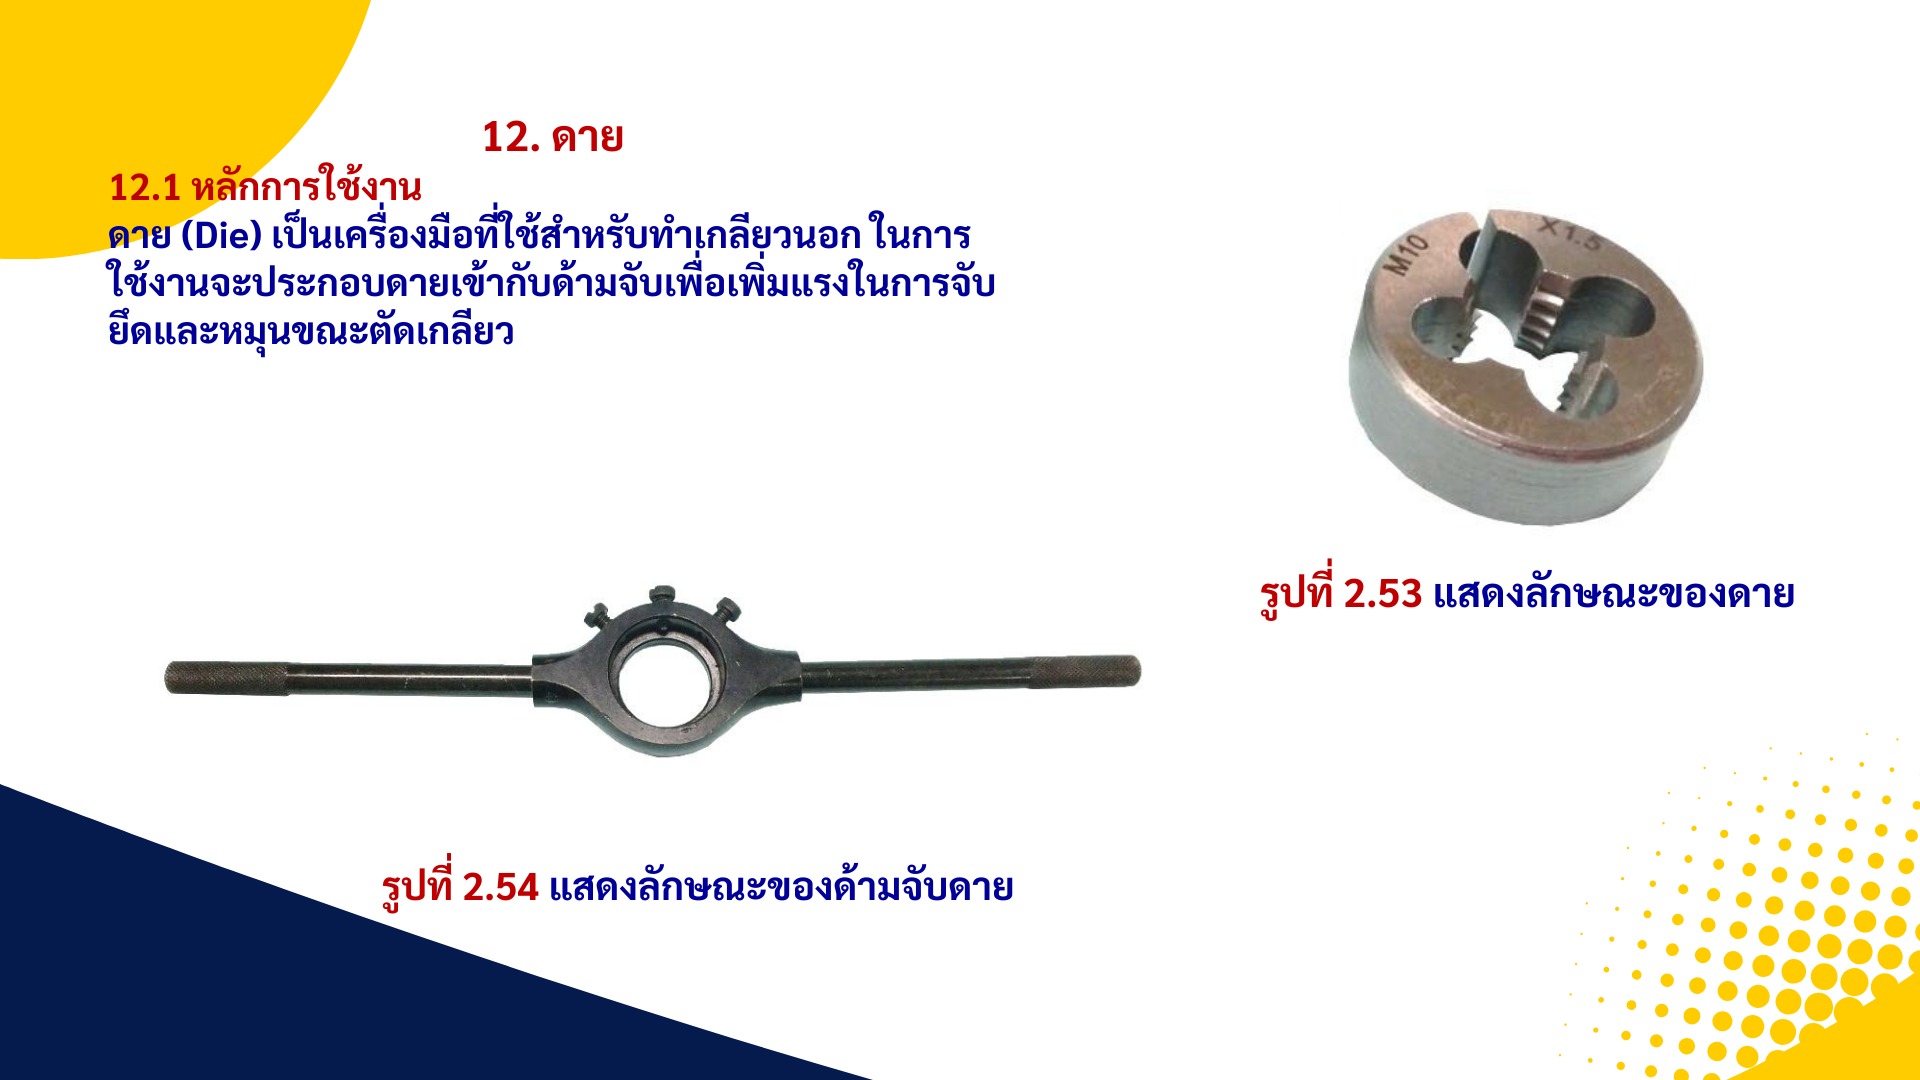 12. ดาย
12.1 หลักการใช้งาน
ดาย (Die) เป็นเครื่องมือที่ใช้สำหรับทำเกลียวนอก ในการ
ใช้งานจะประกอบดายเข้ากับด้ามจับเพื่อเพิ่มแรงในการจับ
ยึดและหมุนขณะตัดเกลียว
M10 X1.5
รูปที่ 2.53 แสดงลักษณะของดาย
รูปที่ 2.54 แสดงลักษณะของด้ามจับดาย